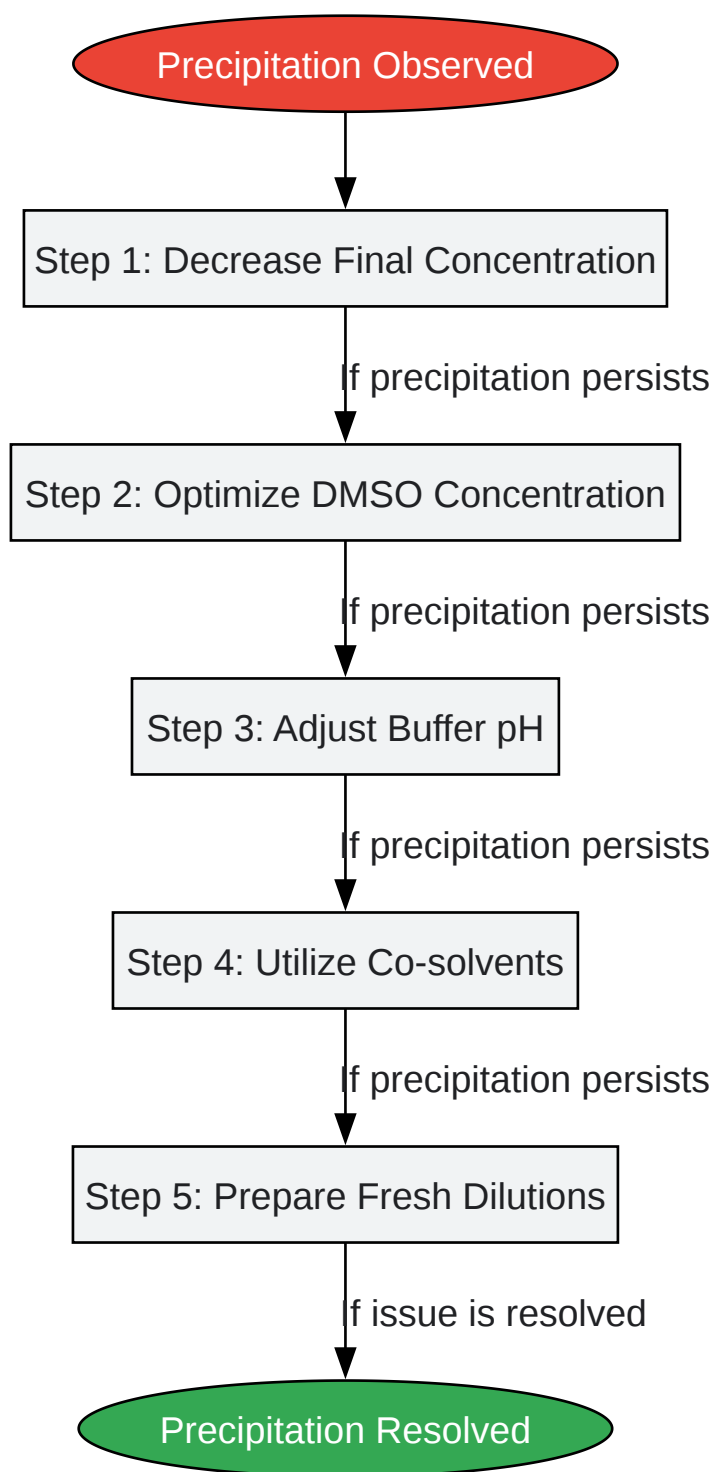 Precipitation Observed
Step 1: Decrease Final Concentration
If precipitation persists
Step 2: Optimize DMSO Concentration
If precipitation persists
Step 3: Adjust Buffer pH
If precipitation persists
Step 4: Utilize Co-solvents
If precipitation persists
Step 5: Prepare Fresh Dilutions
If issue is resolved
Precipitation Resolved